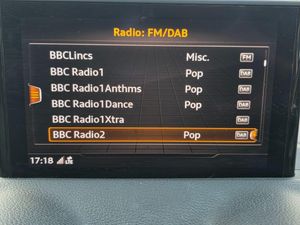 Radio: FM/DAB
BBCLincs Misc. FM
BBC Radio1 Pop DAB
BBC Radio1Anthms Pop DAB
BBC Radio1Dance Pop DAB
BBC Radio1Xtra DAB
BBC Radio2 Pop DAB
17:18